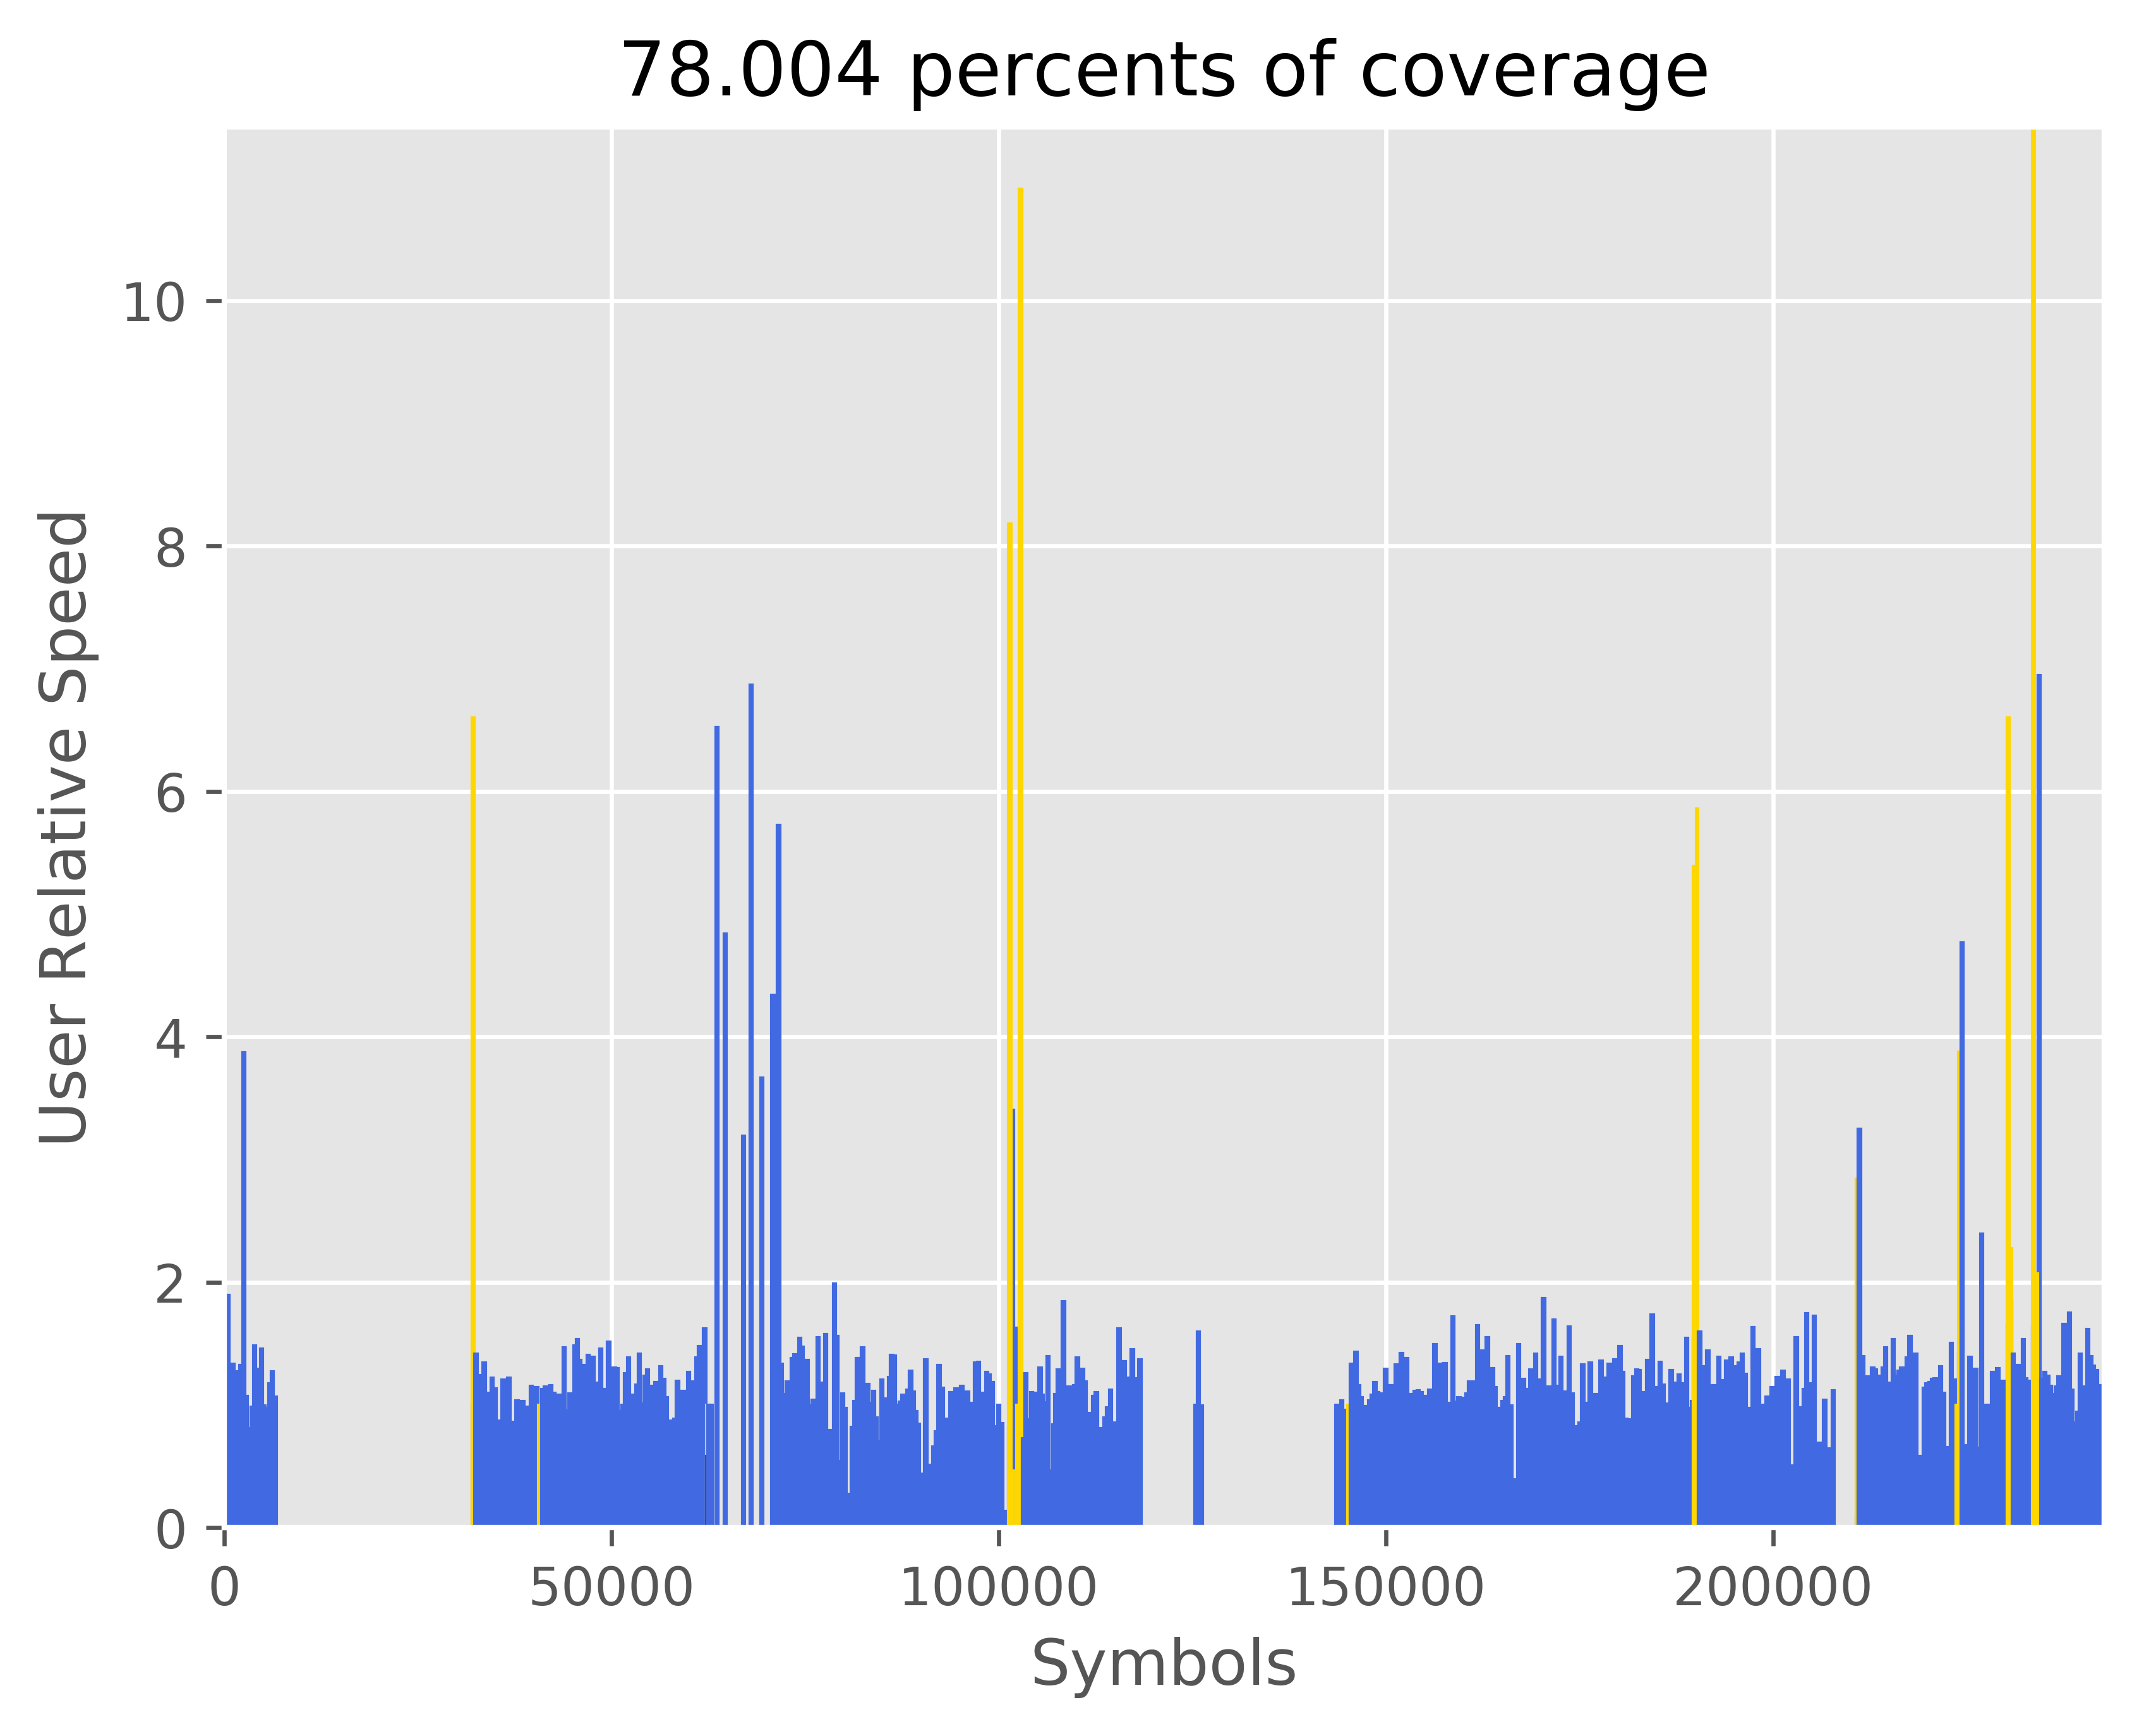 78.004 percents of coverage
User Relative Speed
10
8
6
4
2
0
0 50000 100000 150000 200000
Symbols